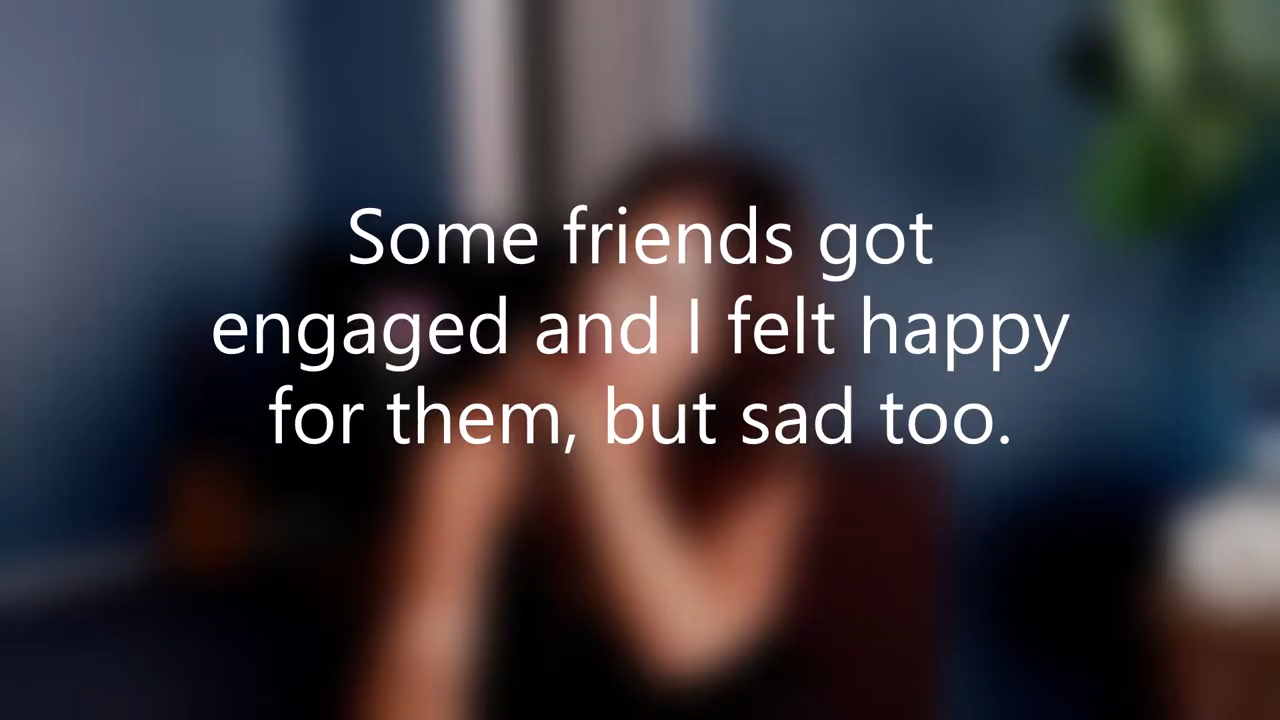 Some friends got
engaged and I felt happy
for them, but sad too.